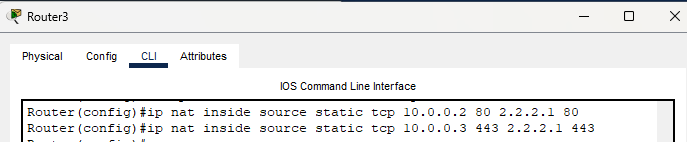 Router3
Physical Config CLI Attributes
IOS Command Line Interface
Router(config)#ip nat inside source static tcp 10.0.0.2 80 2.2.2.1 80
Router(config)#ip nat inside source static tcp 10.0.0.3 443 2.2.2.1 443